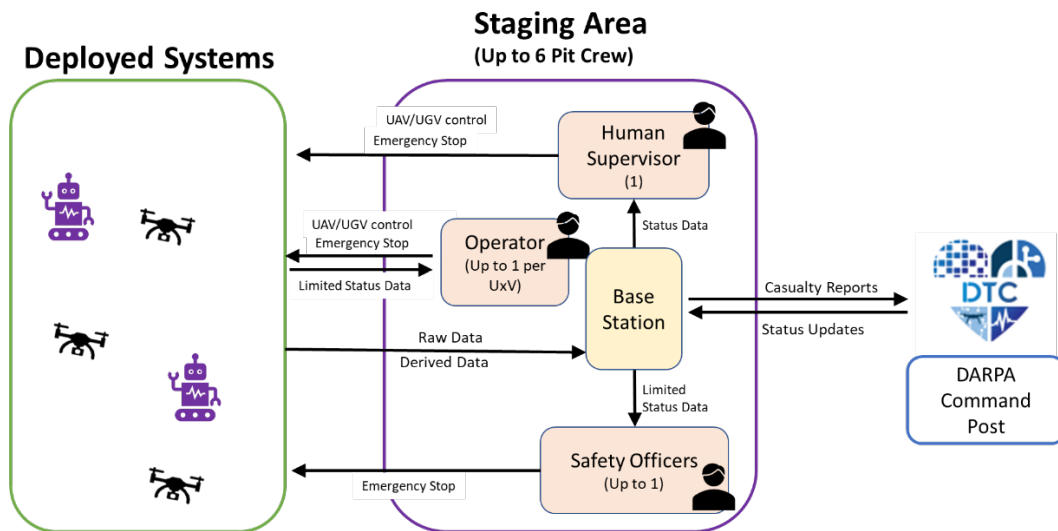 Staging Area
(Up to 6 Pit Crew)
Deployed Systems
UAV/UGV control
Emergency Stop
Human
Supervisor
(1)
Status Data
UAV/UGV control
Emergency Stop
Limited Status Data
Operator
(Up to 1 per
UxV)
Base
Station
Casualty Reports
Status Updates
DTC
Raw Data
Derived Data
Limited
Status Data
DARPA
Command
Post
Safety Officers
(Up to 1)
Emergency Stop